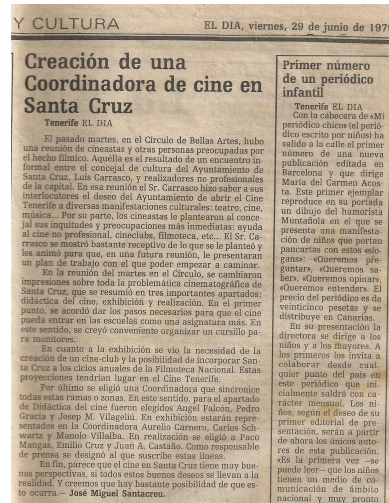 Y CULTURA
EL DIA, viernes, 29 de junio de 197
Creación de una
Coordinadora de cine en
Santa Cruz
Tenerife EL DIA
El pasado martes, en el Círculo de Bellas Artes, hubo
una reunión de cineastas y otras personas preocupadas por
el hecho fílmico. Aquélla es el resultado de un encuentro in-
formal entre el concejal de cultura del Ayuntamiento de
Santa Cruz, Luis Carrasco, y realizadores no profesionales
de la capital. En esa reunión el Sr. Carrasco hizo saber a sus
interlocutores el deseo del Ayuntamiento de abrir el Cine
Tenerife a diversas manifestaciones culturales: teatro, cine,
música... Por su parte, los cineastas le plantearon al conce-
jal sus inquitudes y preocupaciones más inmediatas: ayuda
al cine no profesional, cineclubs, filmoteca, etc... El Sr. Ca-
rrasco se mostró bastante receptivo de lo que se le planteó y
les animó para que, en una futura reunión, le presentaran
un plan de trabajo con el que poder empezar a caminar.
En la reunión del martes en el Círculo, se cambiaron
impresiones sobre toda la problemática cinematográfica de
Santa Cruz, que se resumió en tres importantes apartados:
didáctica del cine, exhibición y realización. En el primer
punto, se acordó dar los pasos necesarios para que el cine
pueda entrar en las escuelas como una asignatura más. En
este sentido, se creyó conveniente organizar un cursillo pa-
ra monitores.
En cuanto a la exhibición se vio la necesidad de la
creación de un cine-club y la posibilidad de incorporar San-
ta Cruz a los ciclos anuales de la Filmoteca Nacional. Estas
proyecciones tendrían lugar en el Cine Tenerife.
Por último se eligió una Coordinadora que sincronice
todas estas ramas o zonas. En este sentido, para el apartado
de Didáctica del cine fueron elegidos Angel Falcón, Pedro
Gracia y Josep M. Vilageliú. En exhibición estarán repre-
sentados en la Coordinadora Aurelio Carnero, Carlos Sch-
wartz y Manolo Villalba. En realización se eligió a Paco
Mangas, Emilio Cruz y Juan A. Castaño. Como responsable
de prensa se designó al que suscribe estas líneas.
En fin, parece que el cine en Santa Cruz tiene muy bue-
nas perspectivas, si todos estos buenos deseos se llevan a la
realidad. Y creemos que hay bastante posibilidad que es-
to ocurra.— José Miguel Santacreu.
Primer número
de un periódico
infantil
Tenerife EL DIA
Con la cabecera de «Mi
periódico chico» (el perió-
dico escrito por niños) ha
salido a la calle el primer
número de una nueva
publicación editada en
Barcelona y que dirige
María del Carmen Acos-
ta. Este primer ejemplar
reproduce en su portada
un dibujo del humorista
Muntañola en el que se
presenta una manifesta-
ción de niños que portan
pancartas con estos «slo-
gans»: «Queremos pre-
guntar», «Queremos sa-
ber», «Queremos opinar»,
«Queremos entender». El
precio del periódico es de
veinticinco pesetas y se
distribuye en Canarias.
En su presentación la
directora se dirige a los
niños y a los mayores. A
los primeros los invita a
colaborar desde cual-
quier punto del país en
este periódico que ini-
cialmente saldrá con ca-
rácter mensual. Los ni-
ños, según el deseo de su
primer editorial de pre-
sentación, serán a partir
de ahora los únicos auto-
res de esta publicación.
«Es la primera vez —se
puede leer— que los niños
tienen un medio de co-
municación de ámbito
nacional y muy pronto